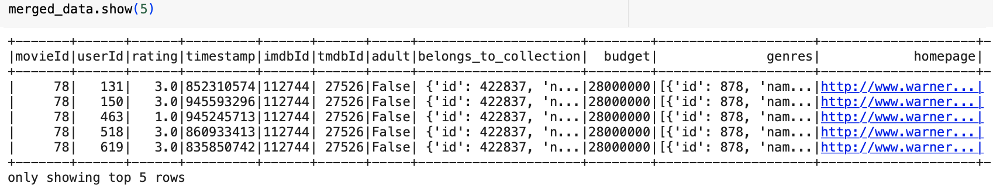 merged_data.show(5)
+-------+------+------+---------+------+------+-----+---------------------+--------+--------------------+--------------------+-
|movieId|userId|rating|timestamp|imdbId|tmdbId|adult|belongs_to_collection|  budget|              genres|            homepage|
+-------+------+------+---------+------+------+-----+---------------------+--------+--------------------+--------------------+-
|     78|   131|   3.0|852310574|112744| 27526|False| {'id': 422837, 'n...|28000000|[{'id': 878, 'nam...|http://www.warner...|
|     78|   150|   3.0|945593296|112744| 27526|False| {'id': 422837, 'n...|28000000|[{'id': 878, 'nam...|http://www.warner...|
|     78|   463|   1.0|945245713|112744| 27526|False| {'id': 422837, 'n...|28000000|[{'id': 878, 'nam...|http://www.warner...|
|     78|   518|   3.0|860933413|112744| 27526|False| {'id': 422837, 'n...|28000000|[{'id': 878, 'nam...|http://www.warner...|
|     78|   619|   3.0|835850742|112744| 27526|False| {'id': 422837, 'n...|28000000|[{'id': 878, 'nam...|http://www.warner...|
+-------+------+------+---------+------+------+-----+---------------------+--------+--------------------+--------------------+-
only showing top 5 rows